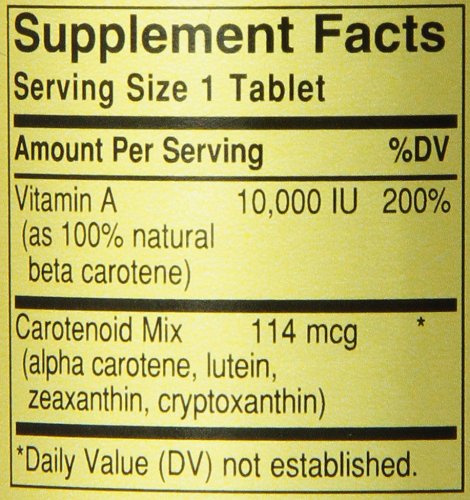 Supplement Facts
Serving Size 1 Tablet
Amount Per Serving %DV
Vitamin A 10,000 IU 200%
(as 100% natural
beta carotene)
Carotenoid Mix 114 mcg *
(alpha carotene, lutein,
zeaxanthin, cryptoxanthin)
*Daily Value (DV) not established.